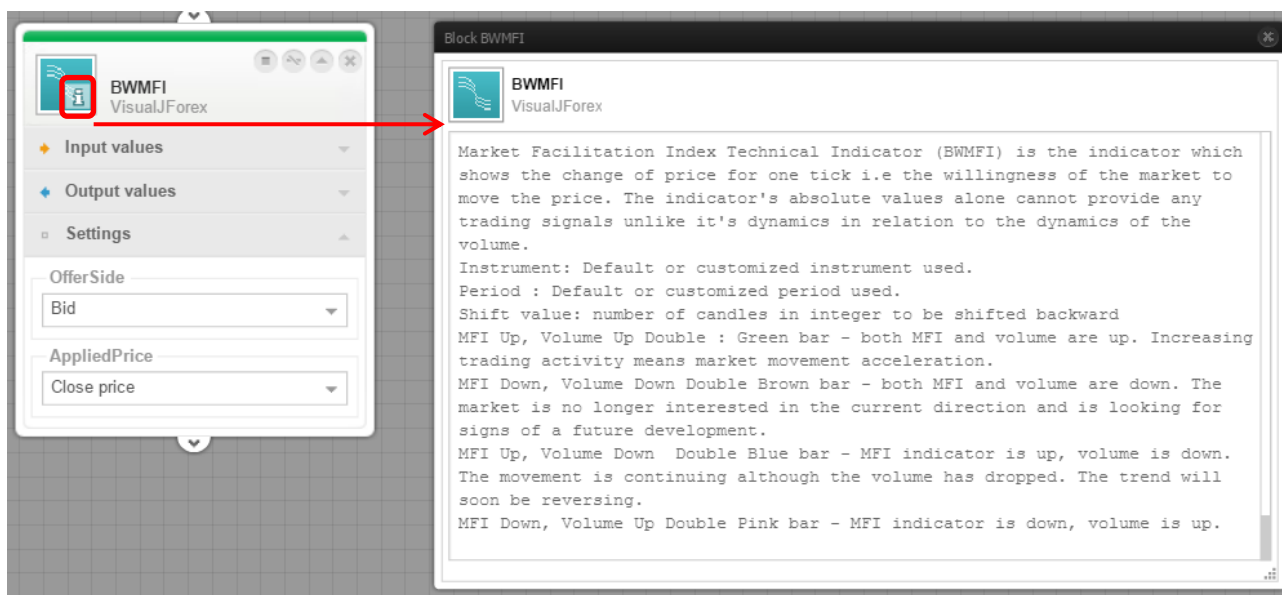 BWMFI
VisualJForex
Input values
Output values
Settings
OfferSide
Bid
AppliedPrice
Close price
Block BWMFI
BWMFI
VisualJForex
Market Facilitation Index Technical Indicator (BWMFI) is the indicator which
shows the change of price for one tick i.e the willingness of the market to
move the price. The indicator's absolute values alone cannot provide any
trading signals unlike it's dynamics in relation to the dynamics of the
volume.
Instrument: Default or customized instrument used.
Period : Default or customized period used.
Shift value: number of candles in integer to be shifted backward
MFI Up, Volume Up Double : Green bar - both MFI and volume are up. Increasing
trading activity means market movement acceleration.
MFI Down, Volume Down Double Brown bar - both MFI and volume are down. The
market is no longer interested in the current direction and is looking for
signs of a future development.
MFI Up, Volume Down  Double Blue bar - MFI indicator is up, volume is down.
The movement is continuing although the volume has dropped. The trend will
soon be reversing.
MFI Down, Volume Up Double Pink bar - MFI indicator is down, volume is up.